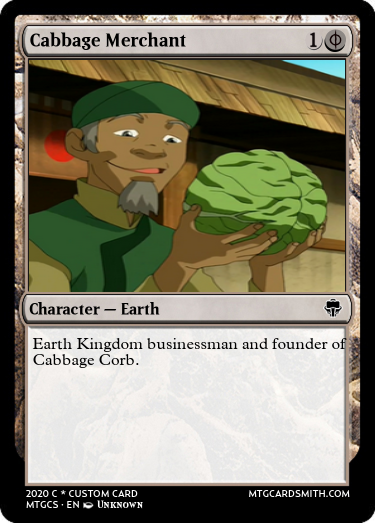 Cabbage Merchant 1
Character — Earth
Earth Kingdom businessman and founder of
Cabbage Corb.
2020 C * CUSTOM CARD MTGCARDSMITH.COM
MTGCS · EN UNKNOWN